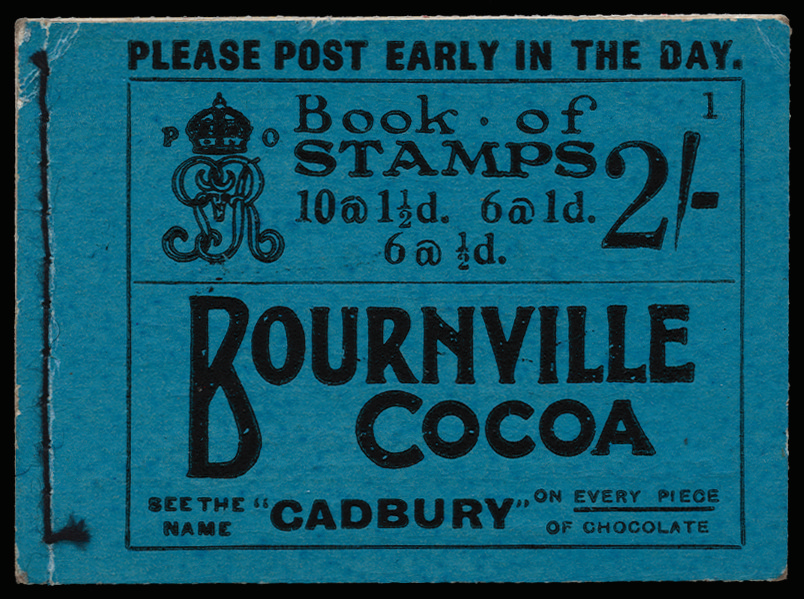 PLEASE POST EARLY IN THE DAY.
1
P O
GRV
Book · of
STAMPS 2/-
10@1½d. 6@1d.
6@½d.
BOURNVILLE
COCOA
SEE THE NAME "CADBURY" ON EVERY PIECE
OF CHOCOLATE